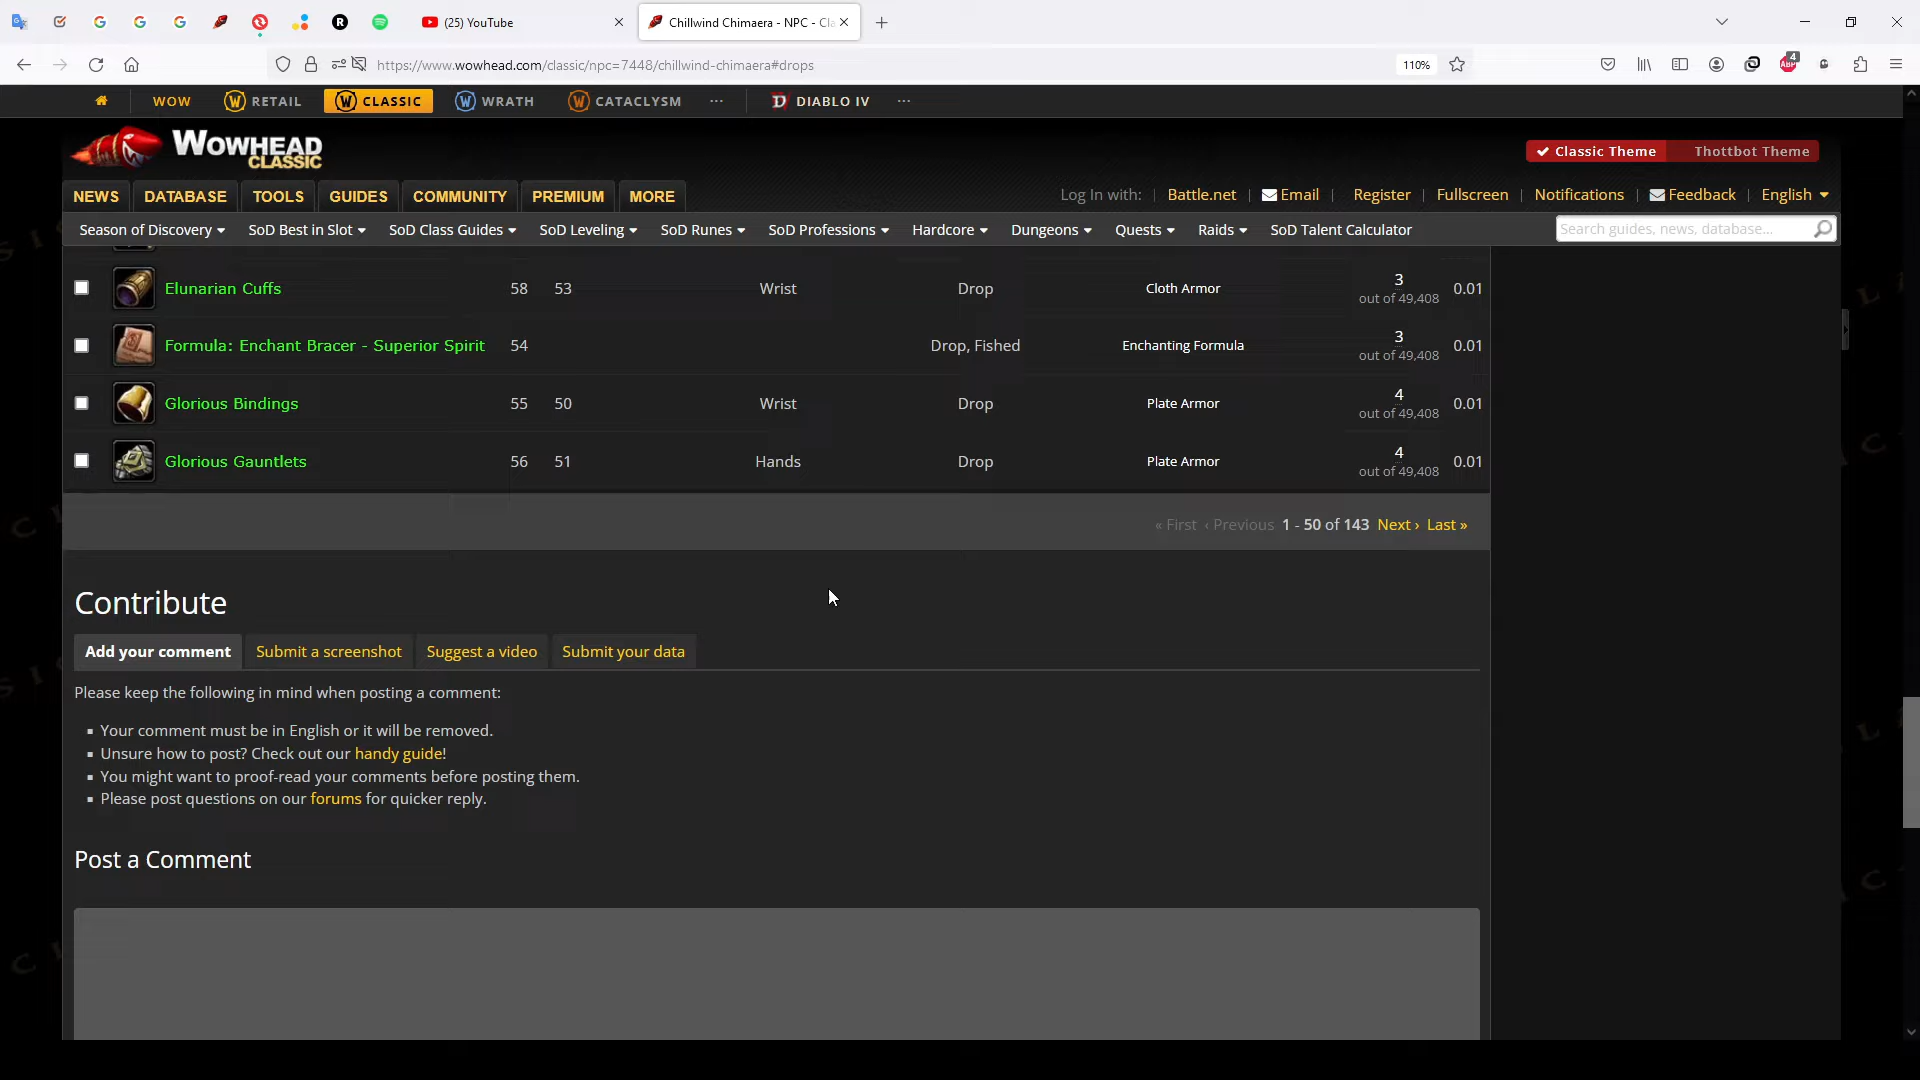 (25) YouTube
Chillwind Chimaera - NPC - Cla
https://www.wowhead.com/classic/npc=7448/chillwind-chimaera#drops
110%
4
ABP
WOW
RETAIL
CLASSIC
WRATH
CATACLYSM
...
DIABLO IV
...
WOWHEAD
CLASSIC
Classic Theme
Thottbot Theme
NEWS
DATABASE
TOOLS
GUIDES
COMMUNITY
PREMIUM
MORE
Log In with:
Battle.net
Email
Register
Fullscreen
Notifications
Feedback
English
Season of Discovery
SoD Best in Slot
SoD Class Guides
SoD Leveling
SoD Runes
SoD Professions
Hardcore
Dungeons
Quests
Raids
SoD Talent Calculator
Search guides, news, database...
Elunarian Cuffs 58 53 Wrist Drop Cloth Armor 3 out of 49,408 0.01
Formula: Enchant Bracer - Superior Spirit 54 Drop, Fished Enchanting Formula 3 out of 49,408 0.01
Glorious Bindings 55 50 Wrist Drop Plate Armor 4 out of 49,408 0.01
Glorious Gauntlets 56 51 Hands Drop Plate Armor 4 out of 49,408 0.01
« First ‹ Previous 1 - 50 of 143 Next › Last »
Contribute
Add your comment
Submit a screenshot
Suggest a video
Submit your data
Please keep the following in mind when posting a comment:
▪ Your comment must be in English or it will be removed.
▪ Unsure how to post? Check out our handy guide!
▪ You might want to proof-read your comments before posting them.
▪ Please post questions on our forums for quicker reply.
Post a Comment